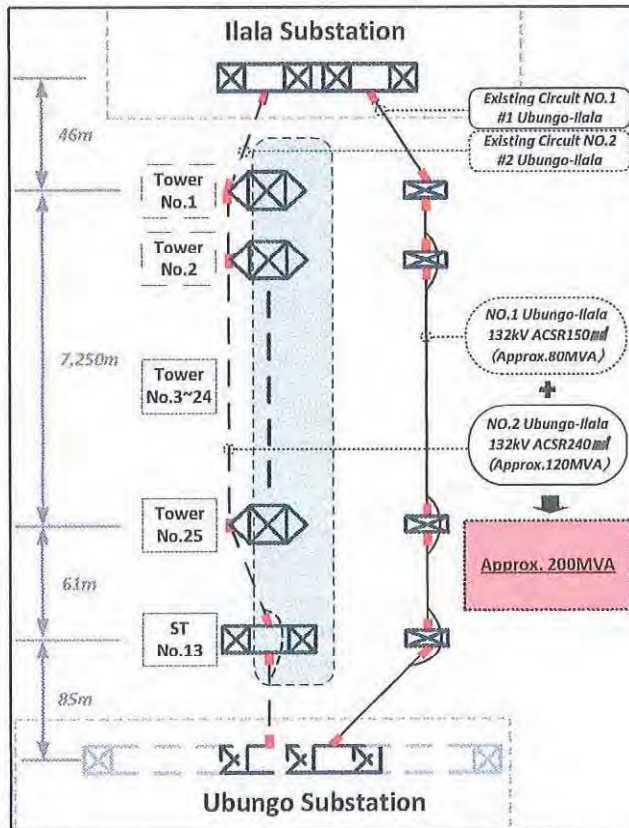 Ilala Substation
Existing Circuit NO.1
#1 Ubungo-Ilala
46m
Existing Circuit NO.2
#2 Ubungo-Ilala
Tower
No.1
Tower
No.2
NO.1 Ubungo-Ilala
132kV ACSR150㎟
(Approx.80MVA)
7,250m
Tower
No.3~24
NO.2 Ubungo-Ilala
132kV ACSR240㎟
(Approx.120MVA)
Tower
No.25
Approx. 200MVA
61m
ST
No.13
85m
Ubungo Substation